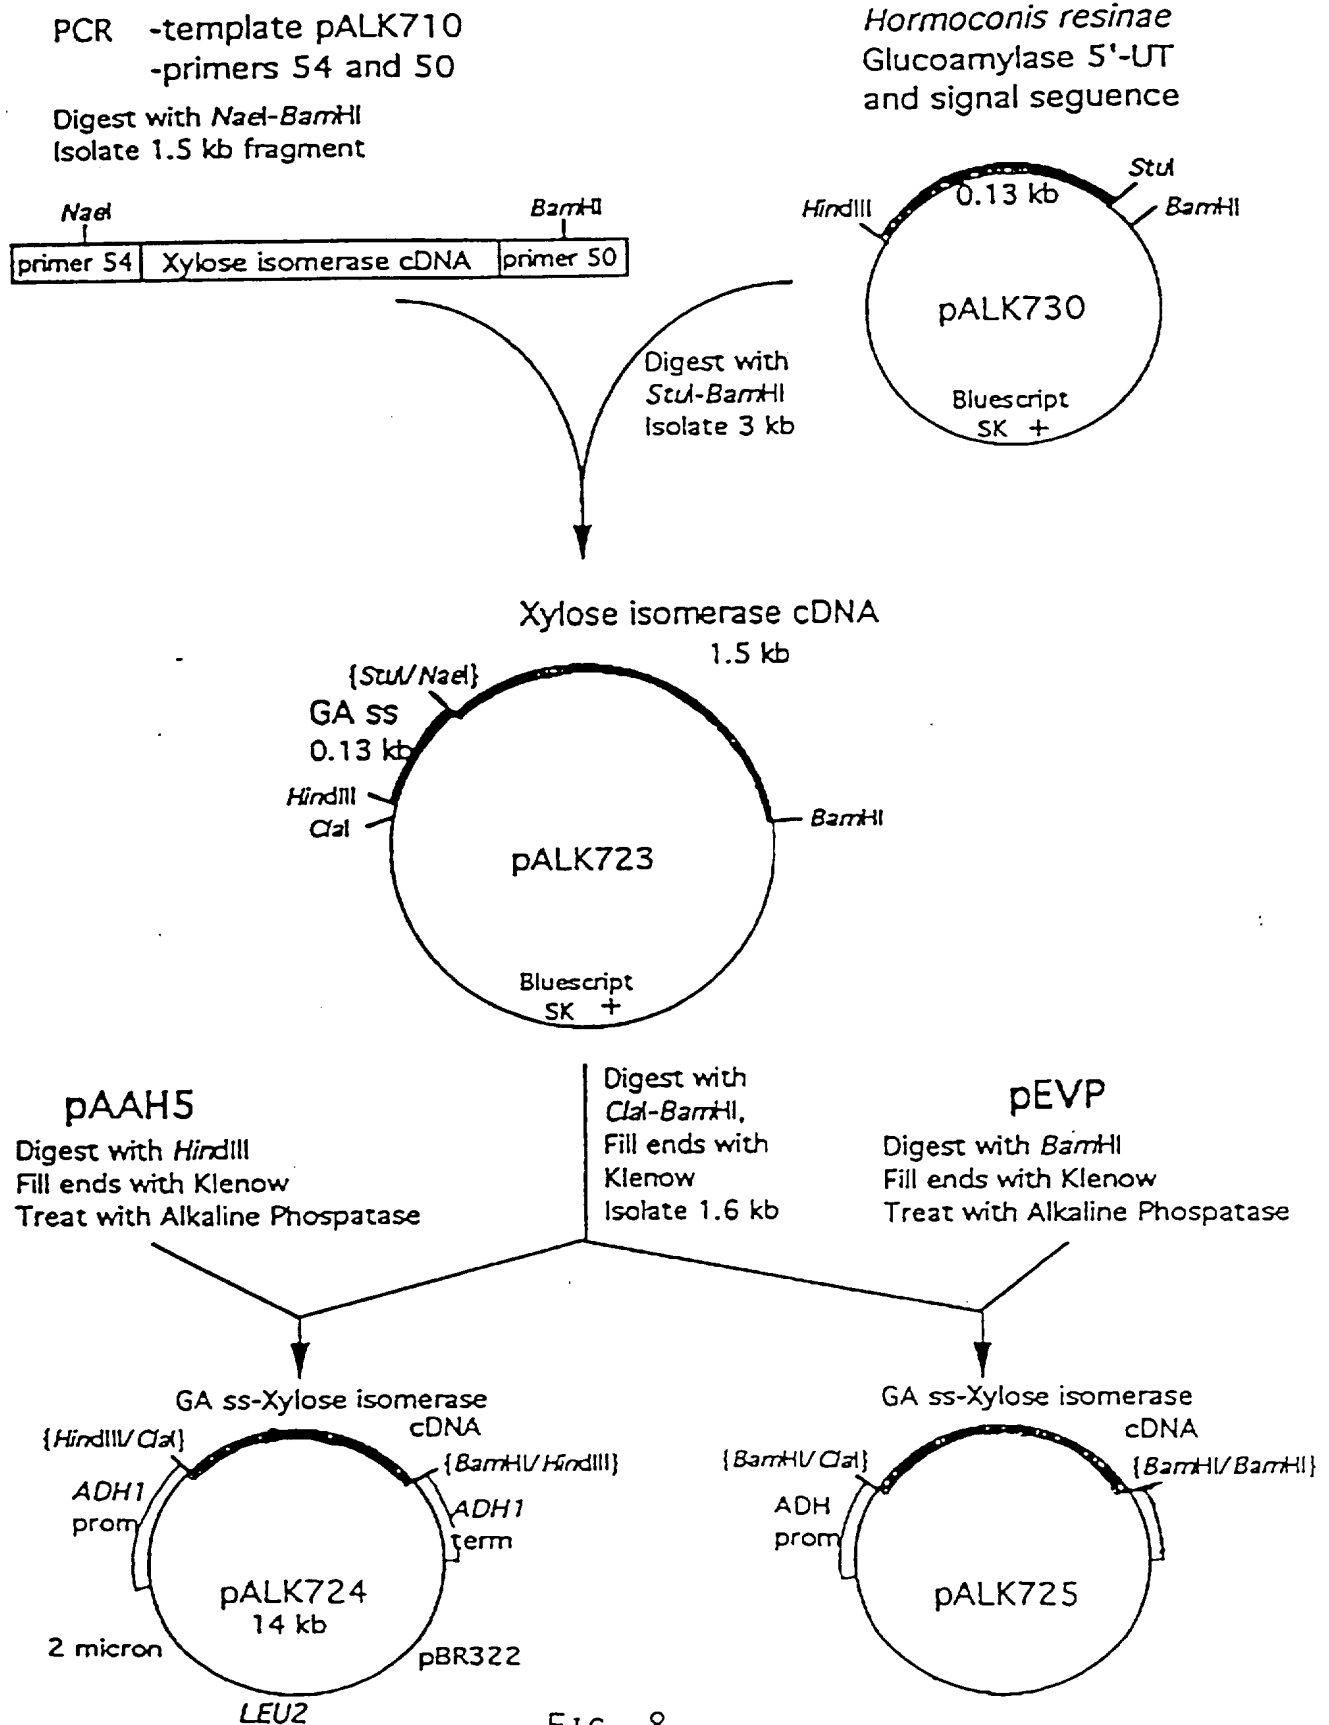 PCR -template pALK710
-primers 54 and 50
Digest with NaeI-BamHI
Isolate 1.5 kb fragment
NaeI
BamHI
primer 54
Xylose isomerase cDNA
primer 50
Hormoconis resinae
Glucoamylase 5'-UT
and signal seguence
HindIII
0.13 kb
StuI
BamHI
pALK730
Bluescript
SK +
Digest with
StuI-BamHI
Isolate 3 kb
Xylose isomerase cDNA
1.5 kb
{StuI/NaeI}
GA ss
0.13 kb
HindIII
ClaI
BamHI
pALK723
Bluescript
SK +
pAAH5
Digest with HindIII
Fill ends with Klenow
Treat with Alkaline Phospatase
Digest with
ClaI-BamHI,
Fill ends with
Klenow
Isolate 1.6 kb
pEVP
Digest with BamHI
Fill ends with Klenow
Treat with Alkaline Phospatase
GA ss-Xylose isomerase
cDNA
{HindIII/ClaI}
{BamHI/HindIII}
ADH1
prom
ADH1
term
pALK724
14 kb
2 micron
pBR322
LEU2
GA ss-Xylose isomerase
cDNA
{BamHI/ClaI}
{BamHI/BamHI}
ADH
prom
pALK725
FIG. 8